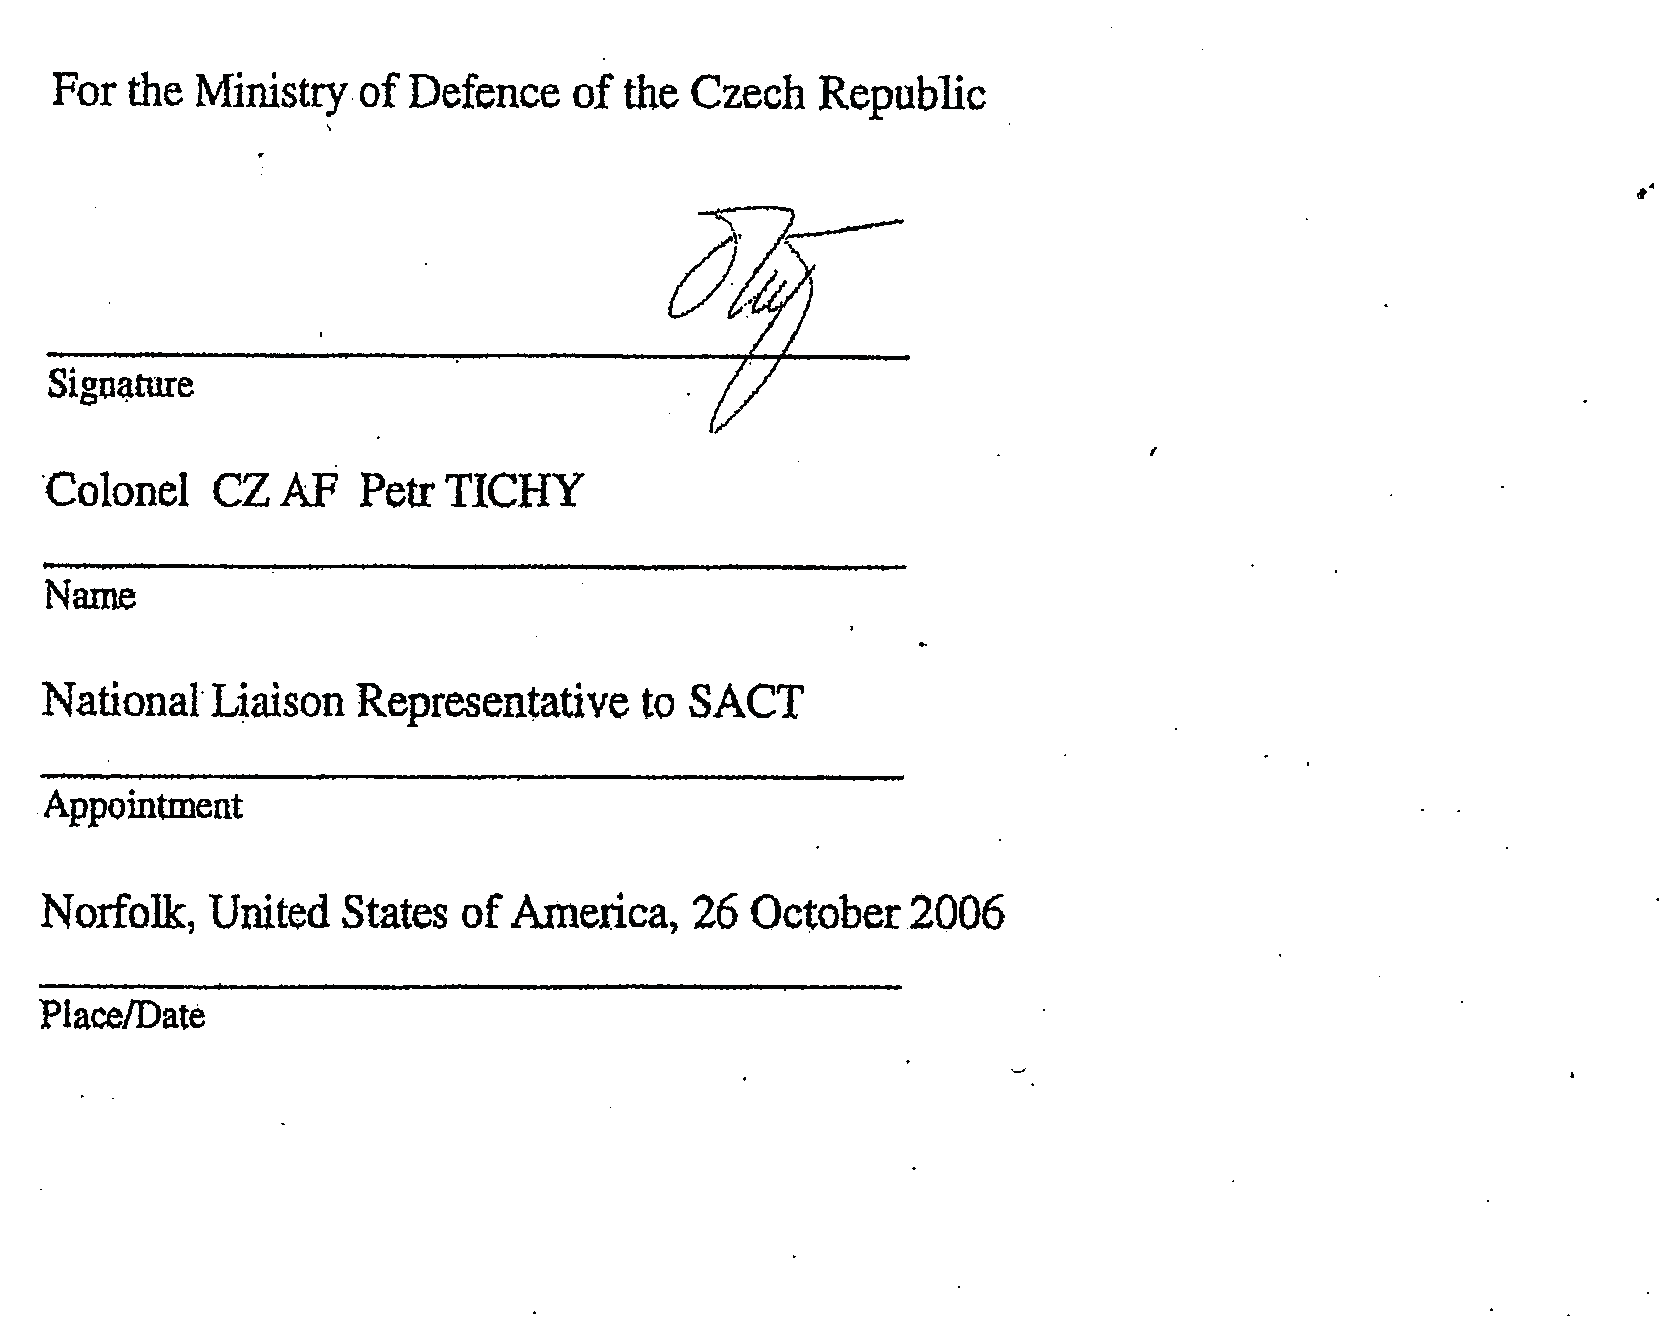 For the Ministry of Defence of the Czech Republic
Signature
Colonel CZ AF Petr TICHY
Name
National Liaison Representative to SACT
Appointment
Norfolk, United States of America, 26 October 2006
Place/Date